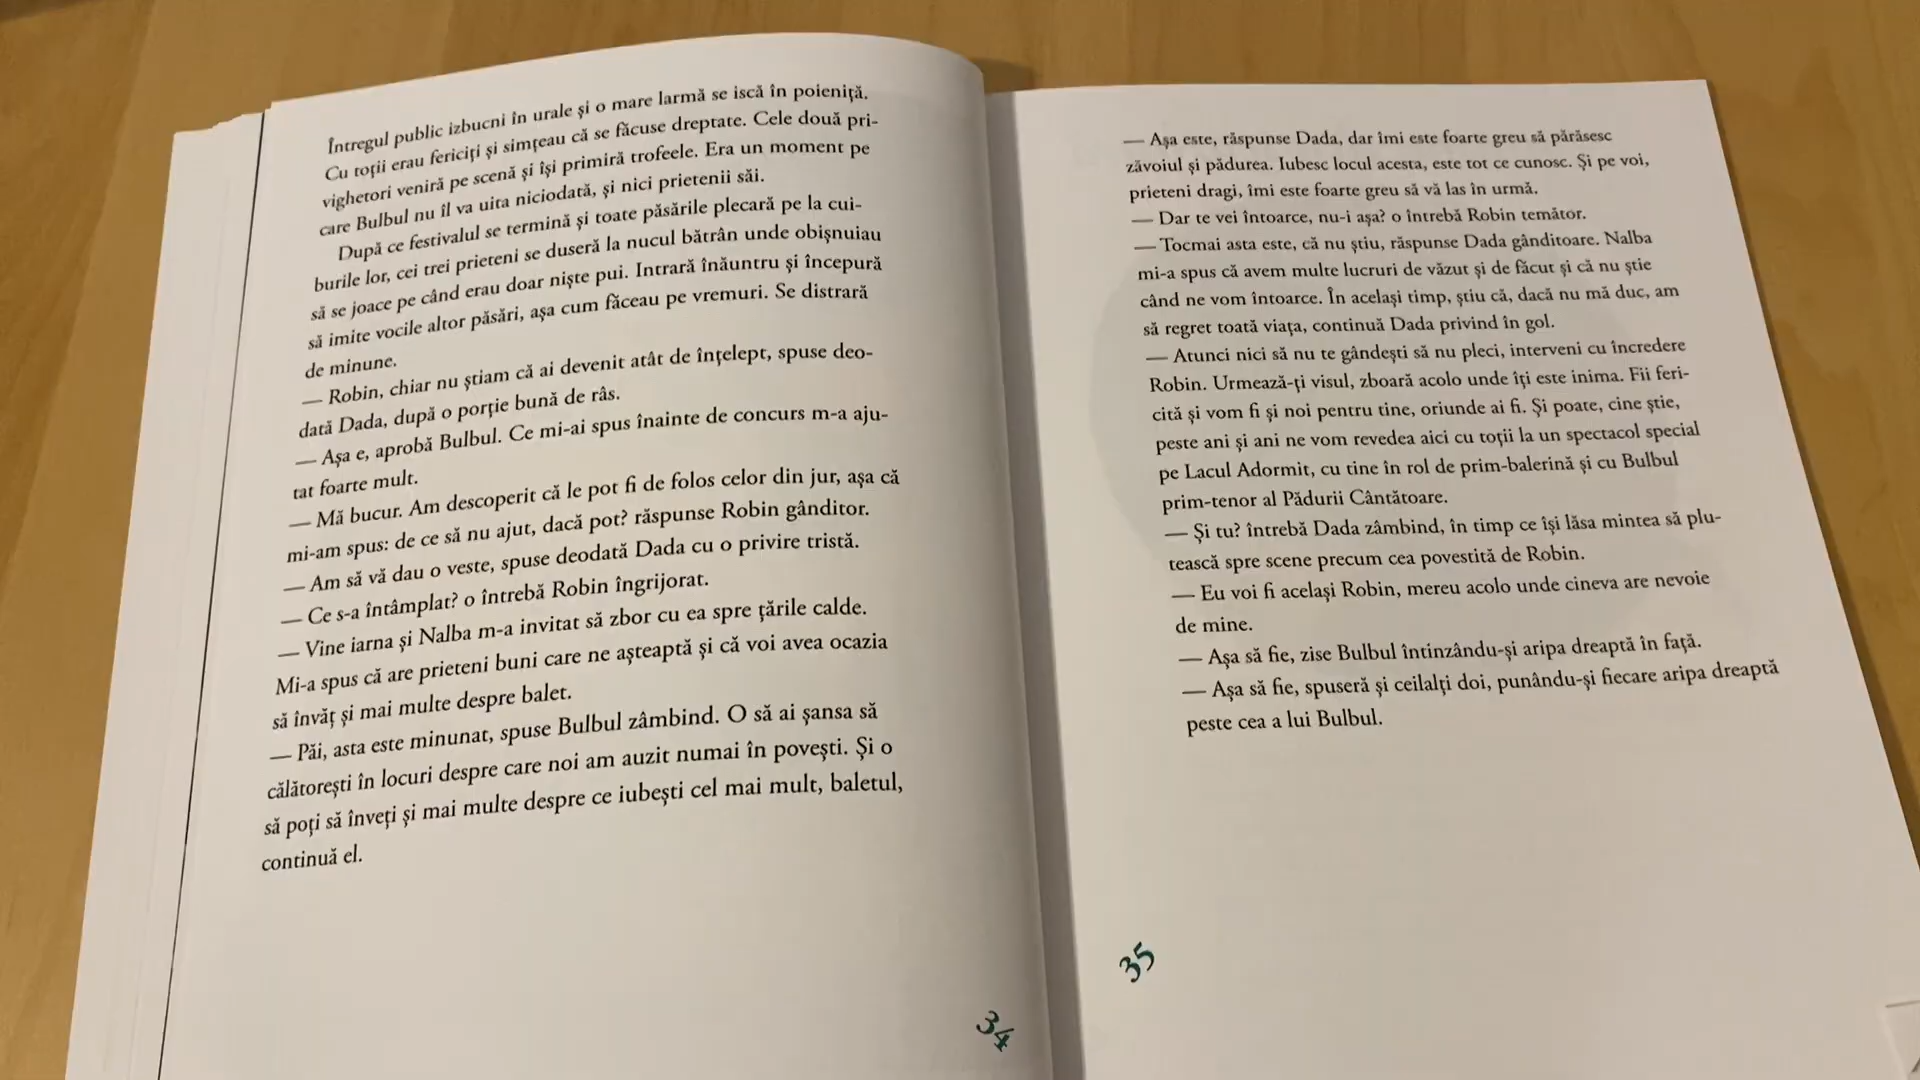 Întregul public izbucni în urale și o mare larmă se iscă în poieniță.
Cu toții erau fericiți și simțeau că se făcuse dreptate. Cele două pri-
vighetori veniră pe scenă și își primiră trofeele. Era un moment pe
care Bulbul nu îl va uita niciodată, și nici prietenii săi.
După ce festivalul se termină și toate păsările plecară pe la cui-
burile lor, cei trei prieteni se duseră la nucul bătrân unde obișnuiau
să se joace pe când erau doar niște pui. Intrară înăuntru și începură
să imite vocile altor păsări, așa cum făceau pe vremuri. Se distrară
de minune.
— Robin, chiar nu știam că ai devenit atât de înțelept, spuse deo-
dată Dada, după o porție bună de râs.
— Așa e, aprobă Bulbul. Ce mi-ai spus înainte de concurs m-a aju-
tat foarte mult.
— Mă bucur. Am descoperit că le pot fi de folos celor din jur, așa că
mi-am spus: de ce să nu ajut, dacă pot? răspunse Robin gânditor.
— Am să vă dau o veste, spuse deodată Dada cu o privire tristă.
— Ce s-a întâmplat? o întrebă Robin îngrijorat.
— Vine iarna și Nalba m-a invitat să zbor cu ea spre țările calde.
Mi-a spus că are prieteni buni care ne așteaptă și că voi avea ocazia
să învăț și mai multe despre balet.
— Păi, asta este minunat, spuse Bulbul zâmbind. O să ai șansa să
călătorești în locuri despre care noi am auzit numai în povești. Și o
să poți să înveți și mai multe despre ce iubești cel mai mult, baletul,
continuă el.
34
— Așa este, răspunse Dada, dar îmi este foarte greu să părăsesc
zăvoiul și pădurea. Iubesc locul acesta, este tot ce cunosc. Și pe voi,
prieteni dragi, îmi este foarte greu să vă las în urmă.
— Dar te vei întoarce, nu-i așa? o întrebă Robin temător.
— Tocmai asta este, că nu știu, răspunse Dada gânditoare. Nalba
mi-a spus că avem multe lucruri de văzut și de făcut și că nu știe
când ne vom întoarce. În același timp, știu că, dacă nu mă duc, am
să regret toată viața, continuă Dada privind în gol.
— Atunci nici să nu te gândești să nu pleci, interveni cu încredere
Robin. Urmează-ți visul, zboară acolo unde îți este inima. Fii feri-
cită și vom fi și noi pentru tine, oriunde ai fi. Și poate, cine știe,
peste ani și ani ne vom revedea aici cu toții la un spectacol special
pe Lacul Adormit, cu tine în rol de prim-balerină și cu Bulbul
prim-tenor al Pădurii Cântătoare.
— Și tu? întrebă Dada zâmbind, în timp ce își lăsa mintea să plu-
tească spre scene precum cea povestită de Robin.
— Eu voi fi același Robin, mereu acolo unde cineva are nevoie
de mine.
— Așa să fie, zise Bulbul întinzându-și aripa dreaptă în față.
— Așa să fie, spuseră și ceilalți doi, punându-și fiecare aripa dreaptă
peste cea a lui Bulbul.
35